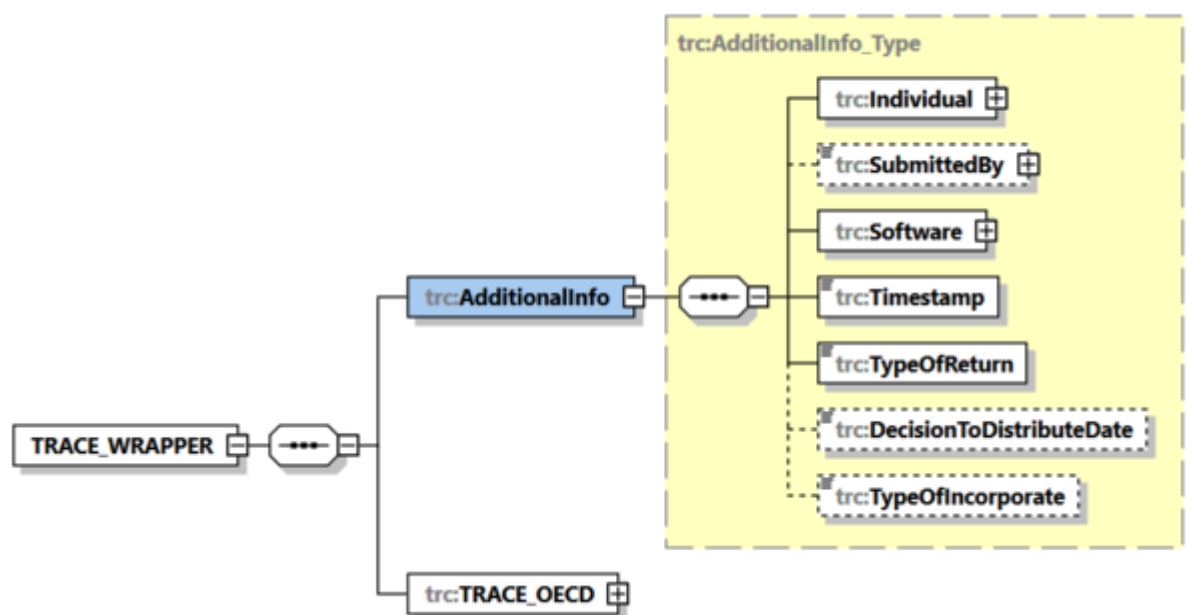 trc:AdditionalInfo_Type
trc:Individual
trc:SubmittedBy
trc:Software
trc:AdditionalInfo
trc:Timestamp
trc:TypeOfReturn
trc:DecisionToDistributeDate
TRACE_WRAPPER
trc:TypeOfIncorporate
trc:TRACE_OECD